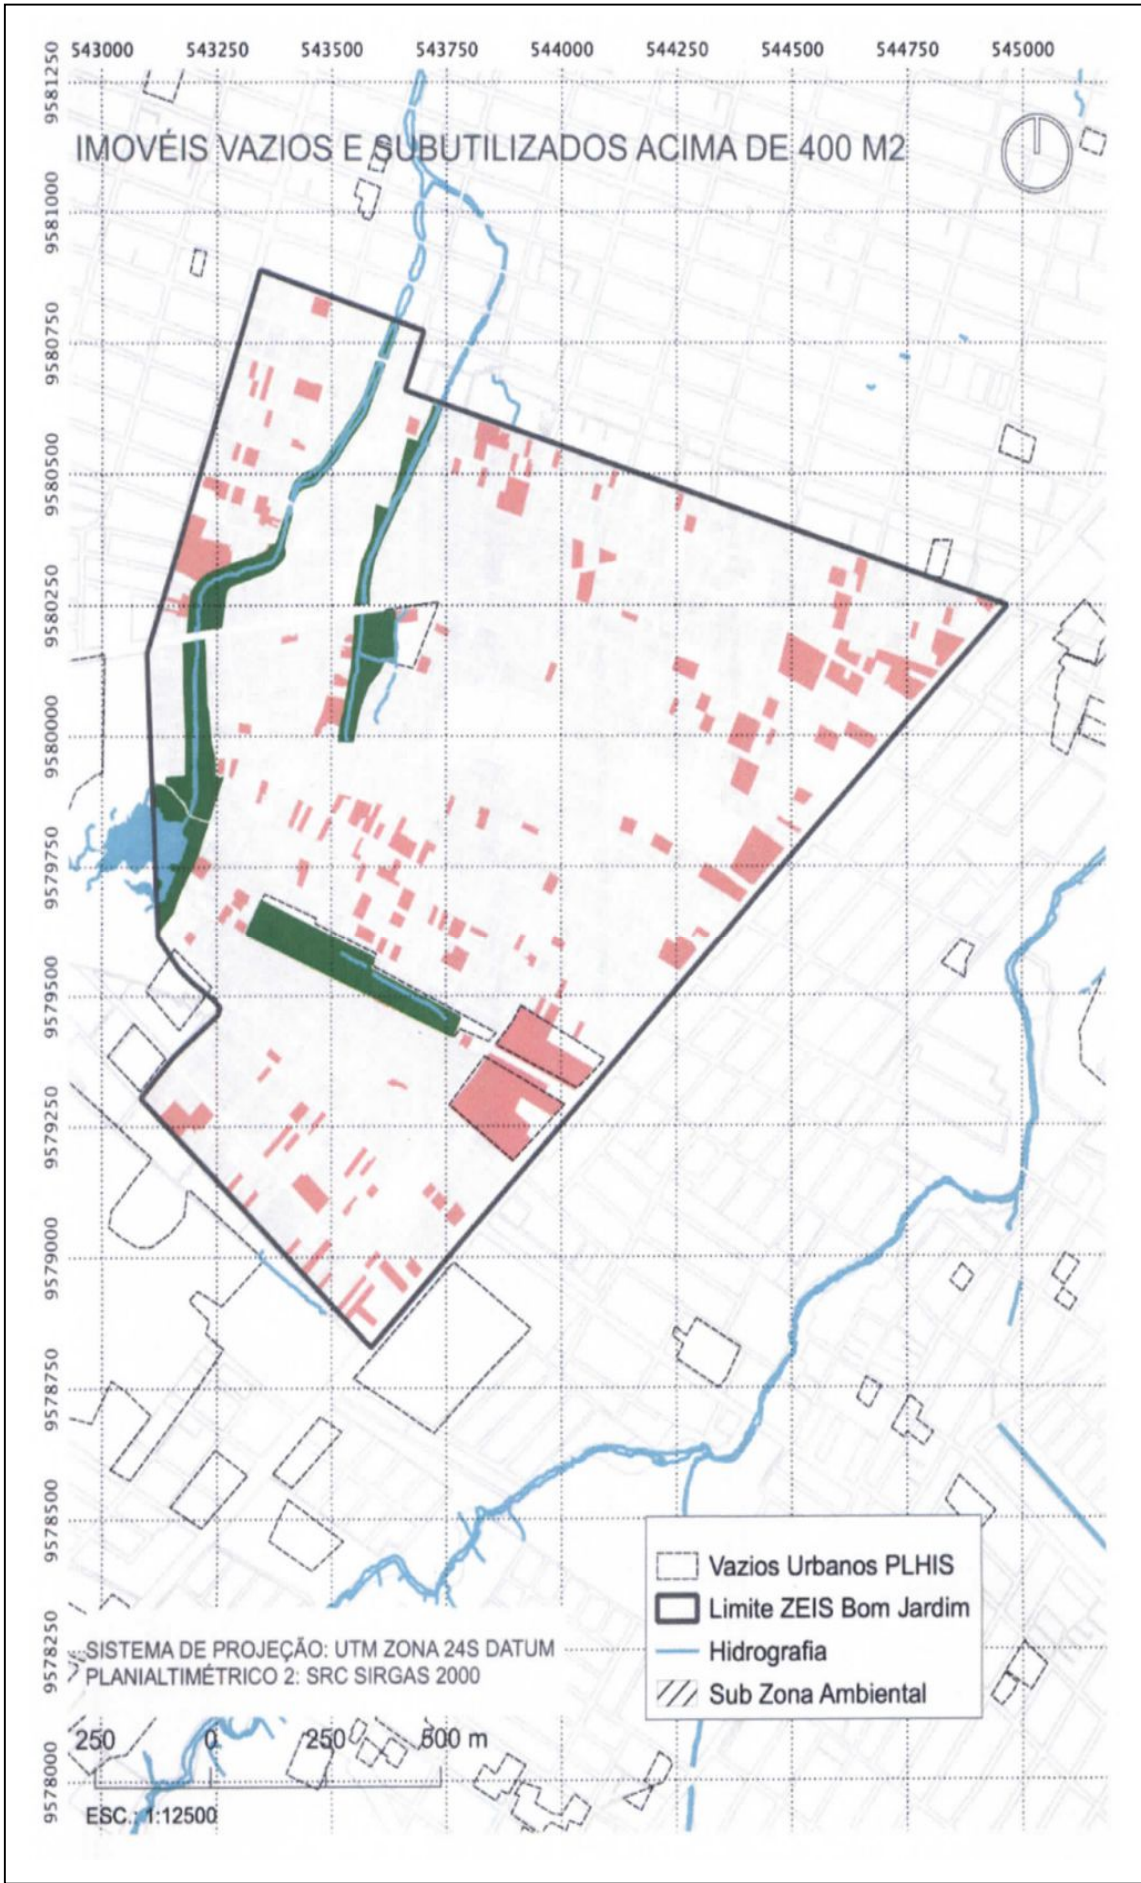 543000 543250 543500 543750 544000 544250 544500 544750 545000
9581250
IMOVÉIS VAZIOS E SUBUTILIZADOS ACIMA DE 400 M2
9581000
9580750
9580500
9580250
9580000
9579750
9579500
9579250
9579000
9578750
9578500
9578250
9578000
Vazios Urbanos PLHIS
Limite ZEIS Bom Jardim
Hidrografia
Sub Zona Ambiental
SISTEMA DE PROJEÇÃO: UTM ZONA 24S DATUM
PLANIALTIMÉTRICO 2: SRC SIRGAS 2000
250 0 250 500 m
ESC.: 1:12500